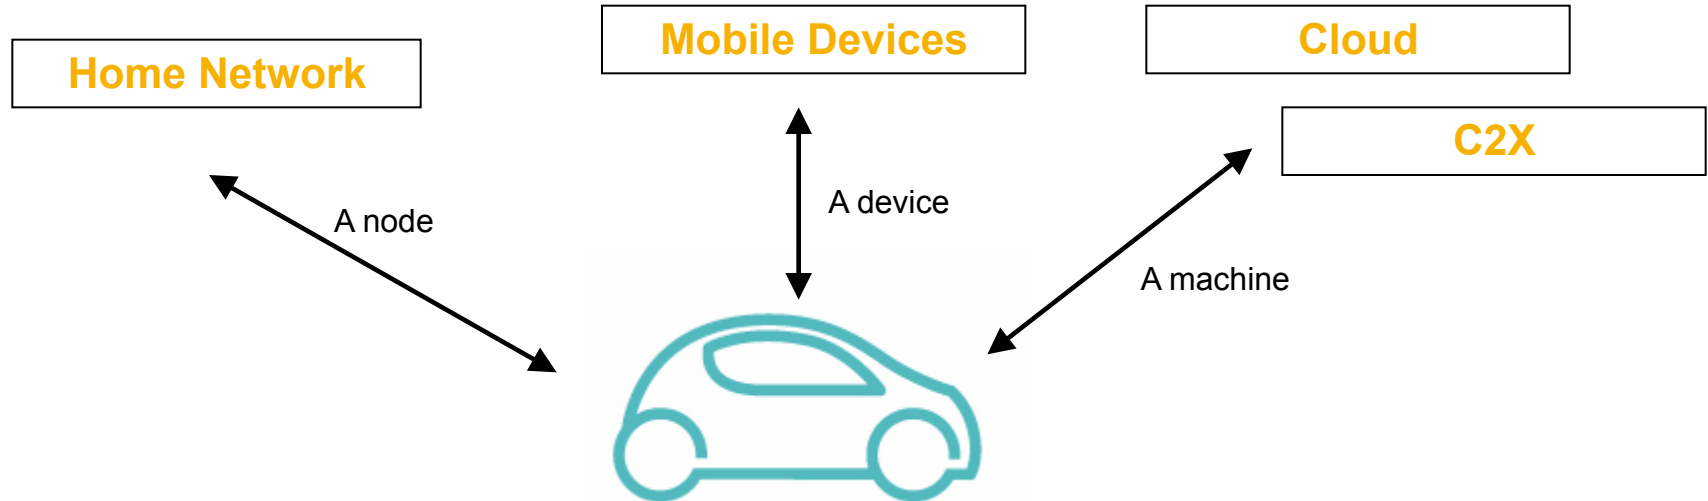 Home Network
Mobile Devices
Cloud
C2X
A node
A device
A machine